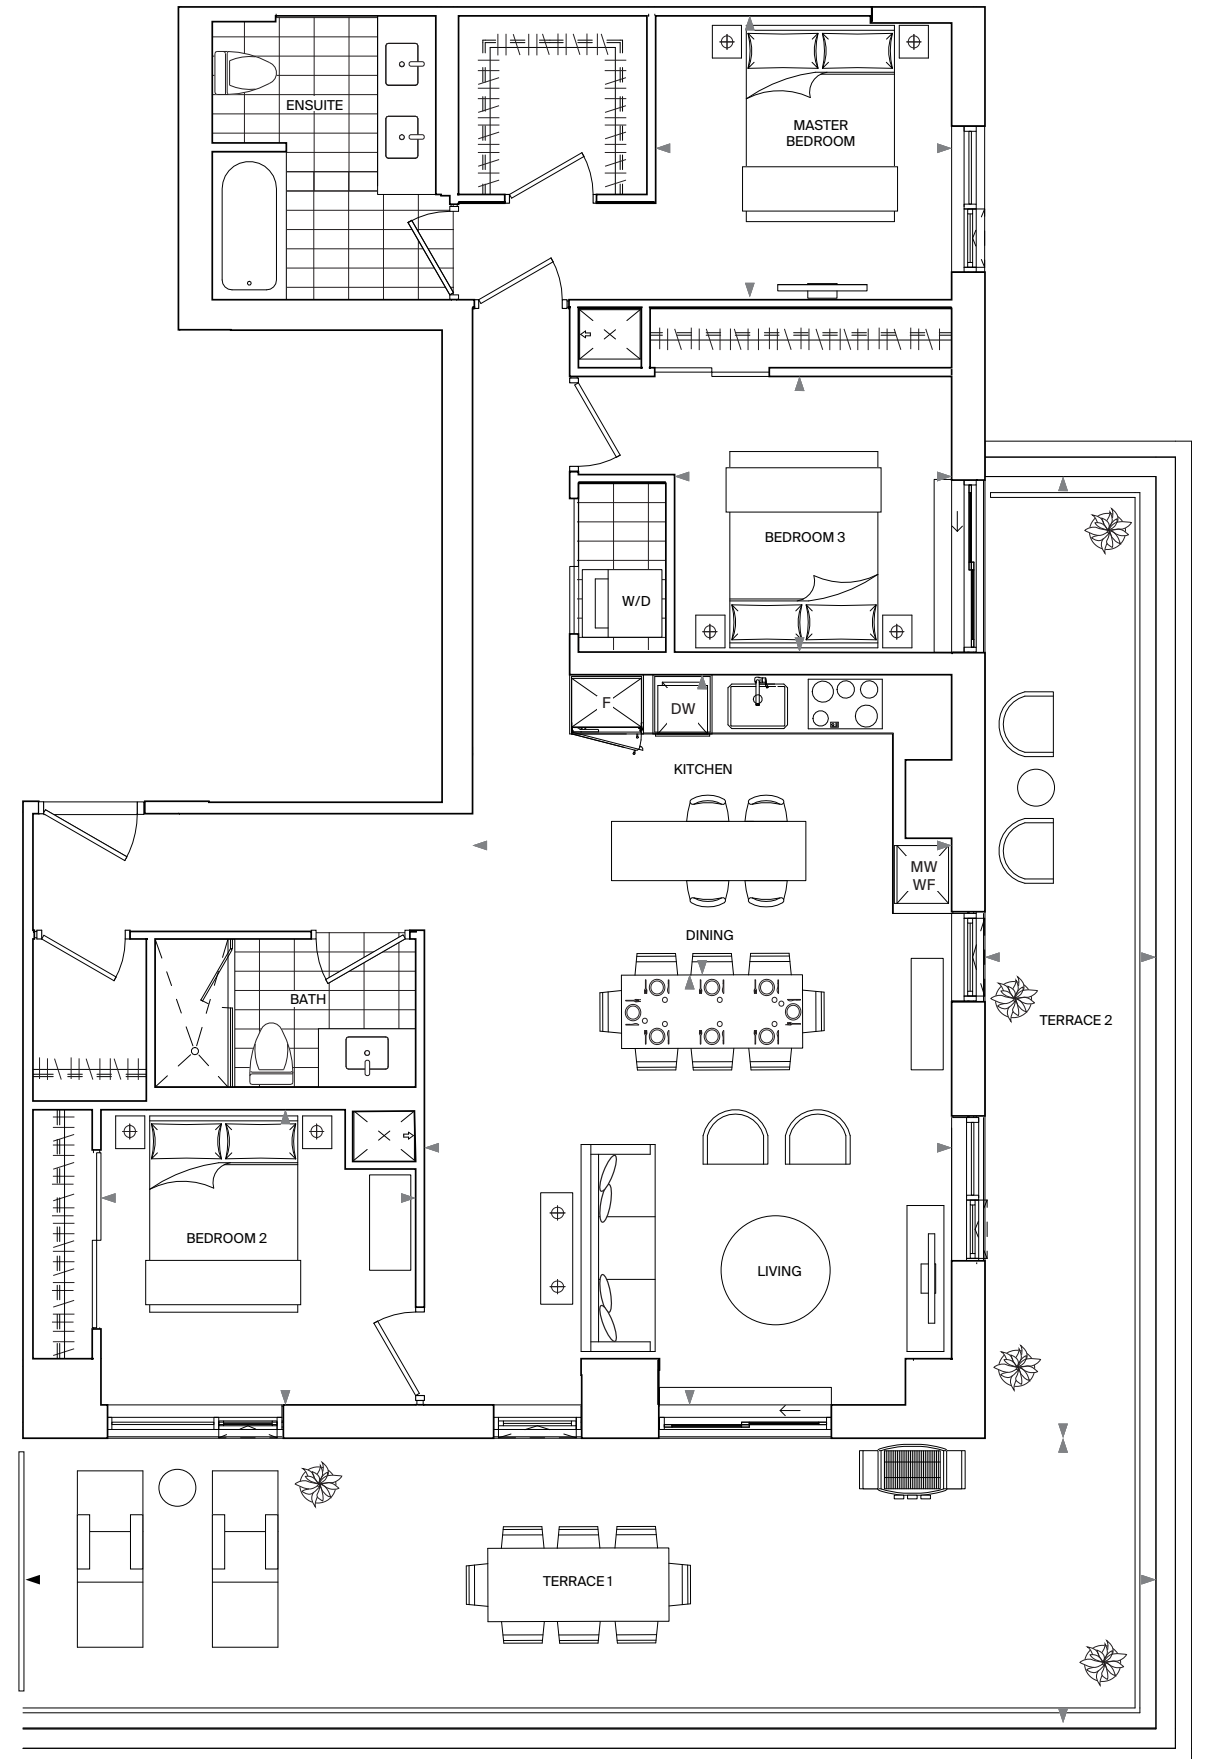 ENSUITE
MASTER
BEDROOM
X
BEDROOM 3
W/D
F
DW
KITCHEN
MW
WF
DINING
BATH
TERRACE 2
X
BEDROOM 2
LIVING
TERRACE 1